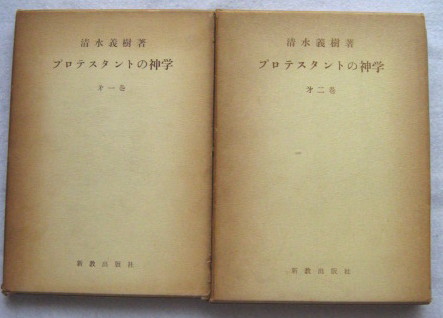 清水義樹著
プロテスタントの神学
才一巻
新教出版社
清水義樹著
プロテスタントの神学
才二巻
新教出版社